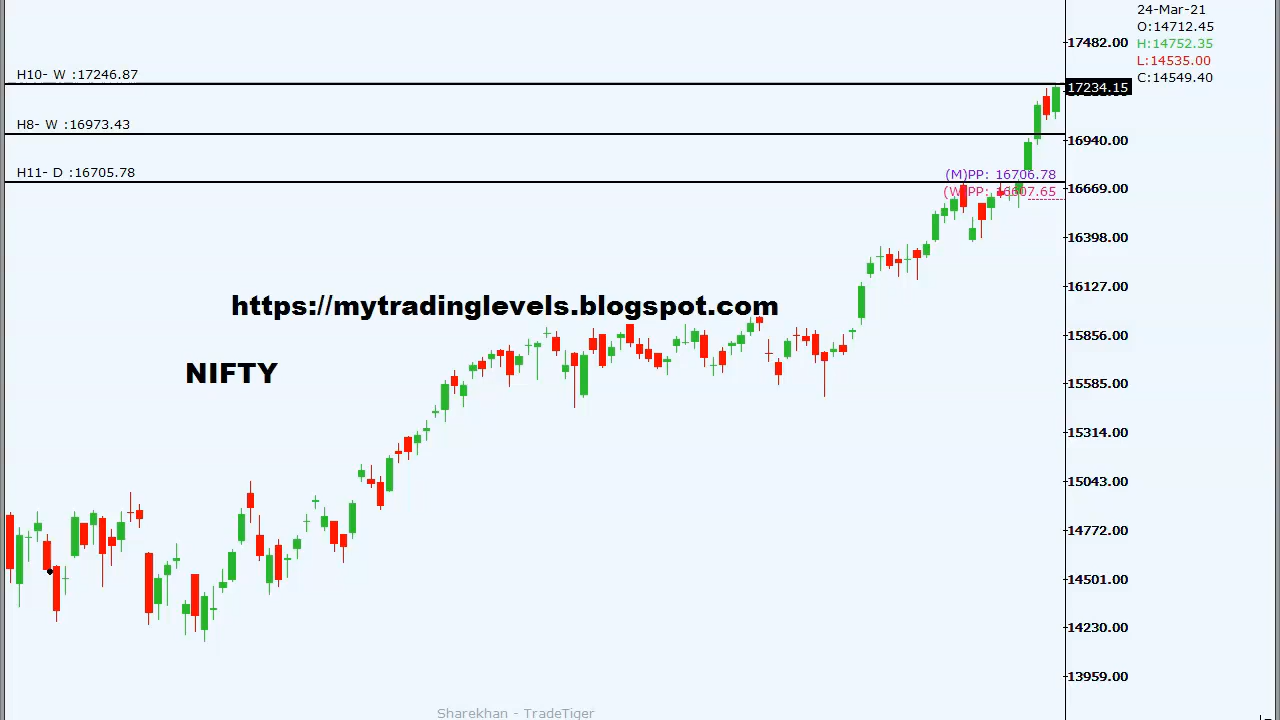 24-Mar-21
O:14712.45
H:14752.35
L:14535.00
C:14549.40
17482.00
H10- W :17246.87
17234.15
H8- W :16973.43
16940.00
H11- D :16705.78
(M)PP: 16706.78
16669.00
(W)PP: 16607.65
16398.00
16127.00
https://mytradinglevels.blogspot.com
15856.00
NIFTY
15585.00
15314.00
15043.00
14772.00
14501.00
14230.00
13959.00
Sharekhan - TradeTiger